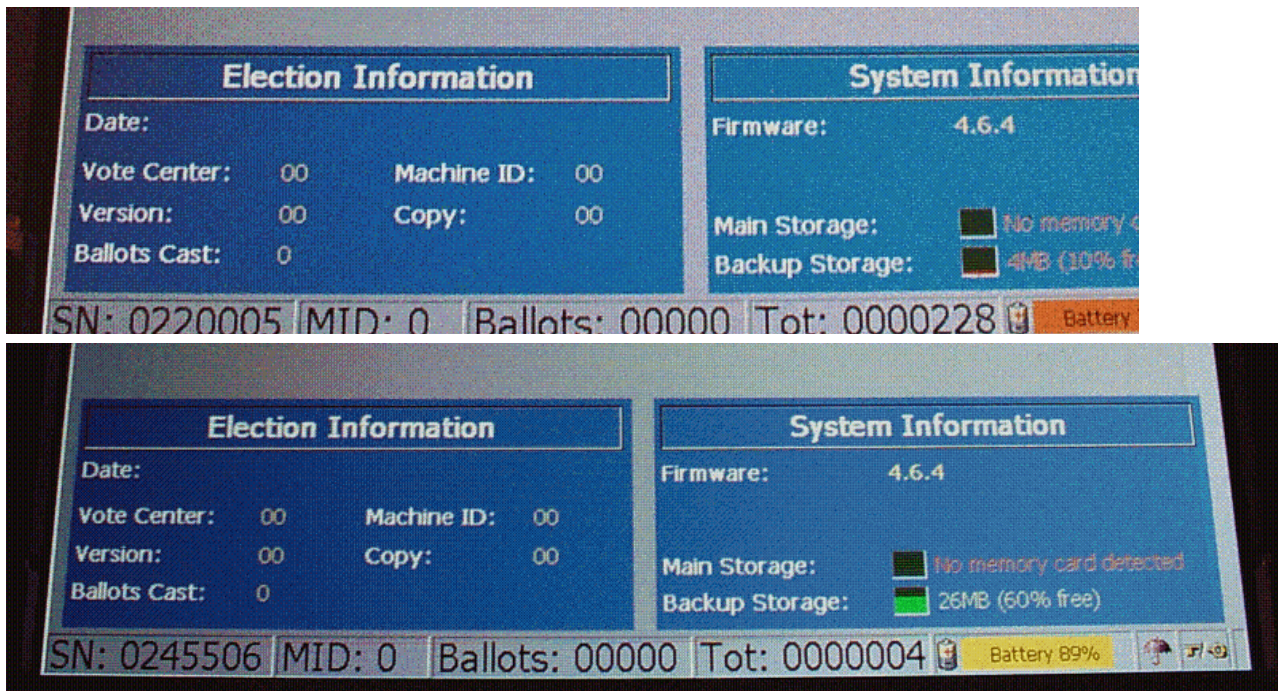 Election Information
System Information
Date:
Firmware: 4.6.4
Vote Center: 00 Machine ID: 00
Version: 00 Copy: 00
Main Storage: No memory
Ballots Cast: 0
Backup Storage: 4MB (10%
SN: 0220005 MID: 0 Ballots: 00000 Tot: 0000228 Battery
Election Information
System Information
Date:
Firmware: 4.6.4
Vote Center: 00 Machine ID: 00
Version: 00 Copy: 00
Main Storage: No memory card detected
Ballots Cast: 0
Backup Storage: 26MB (60% free)
SN: 0245506 MID: 0 Ballots: 00000 Tot: 0000004 Battery 89%